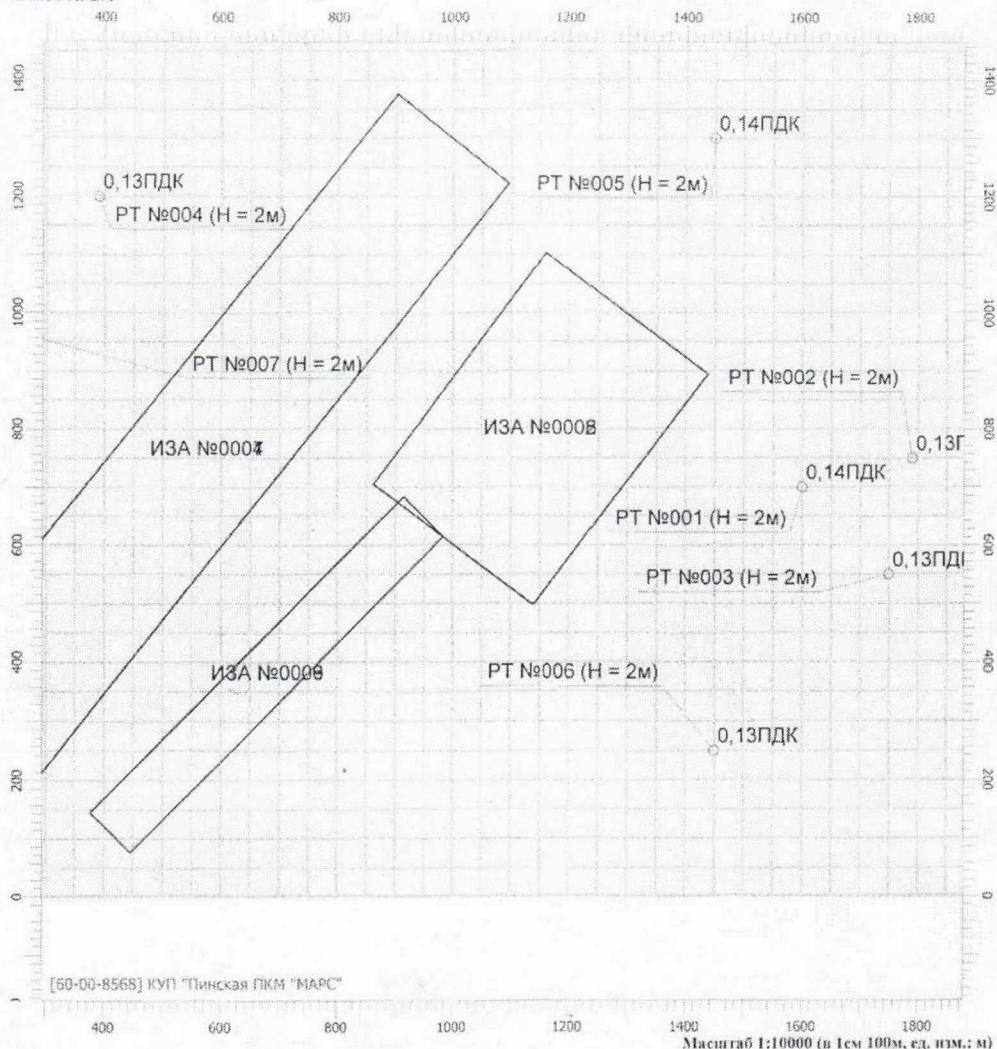 400 600 800 1000 1200 1400 1600 1800
1400 1400
0,14ПДК
0,13ПДК
РТ №005 (Н = 2м)
1200 1200
РТ №004 (Н = 2м)
1000 1000
РТ №007 (Н = 2м)
РТ №002 (Н = 2м)
800 800
ИЗА №0008
0,13Г
ИЗА №0004
0,14ПДК
РТ №001 (Н = 2м)
600 600
0,13ПДІ
РТ №003 (Н = 2м)
400 400
ИЗА №0009
РТ №006 (Н = 2м)
0,13ПДК
200 200
0 0
[60-00-8568] КУП "Пинская ПКМ "МАРС"
400 600 800 1000 1200 1400 1600 1800
Масштаб 1:10000 (в 1см 100м, ед. изм.: м)